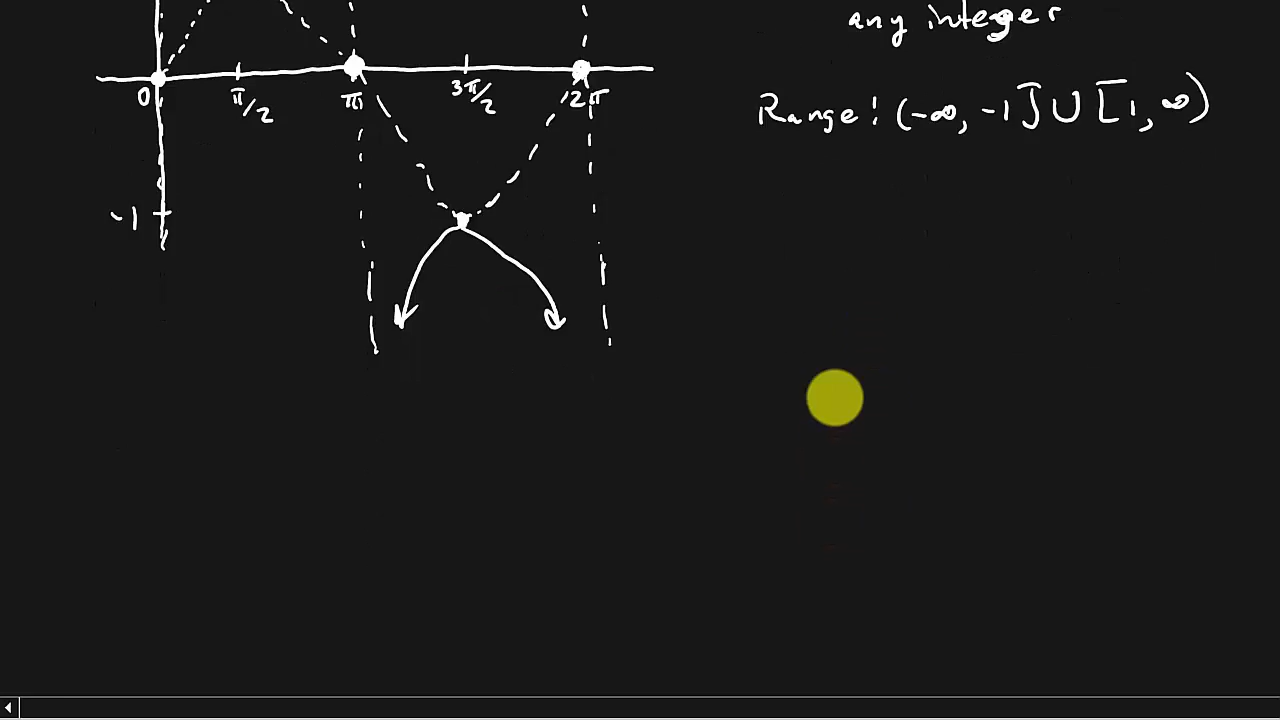 any integer
0 π/2 π 3π/2 2π
Range: (-∞, -1] ∪ [1, ∞)
-1